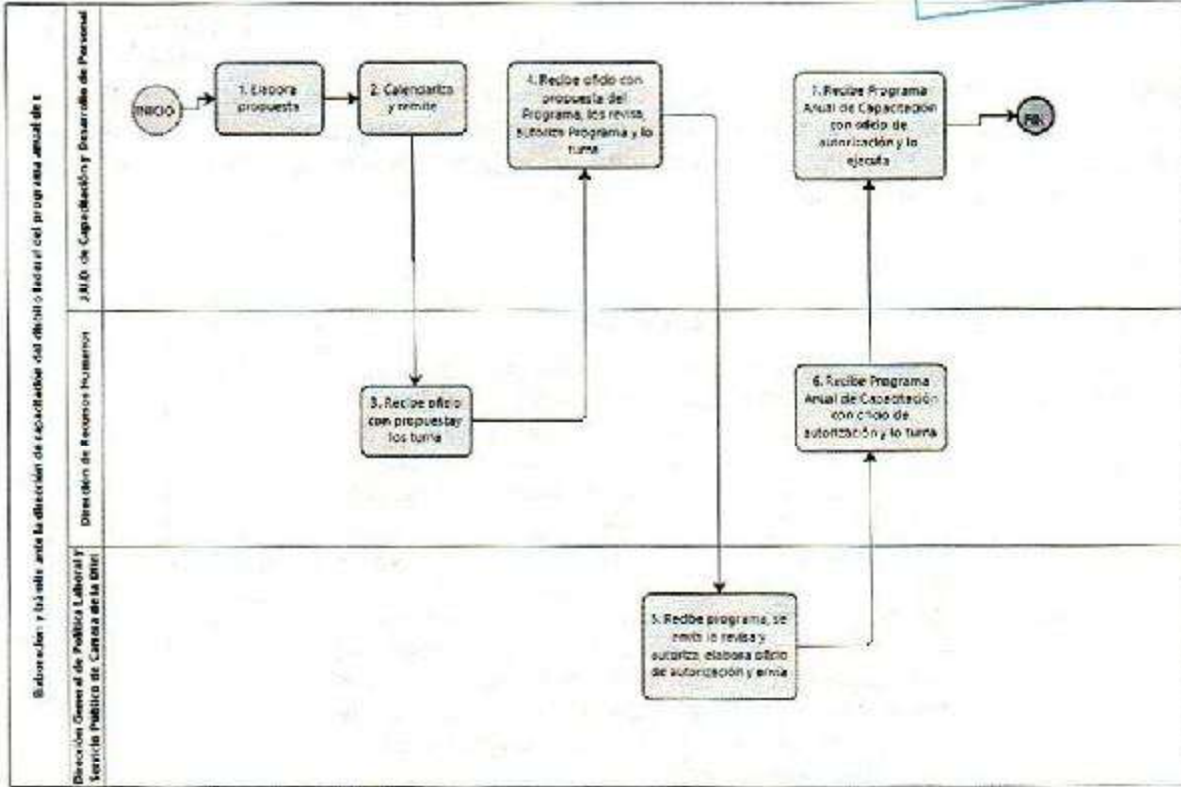 Elaboración y trámite ante la dirección de capacitación del distrito federal del programa anual de c
J.U.D. de Capacitación y Desarrollo de Personal
INICIO
1. Elabora
propuesta
2. Calendariza
y remite
4. Recibe oficio con
propuesta del
Programa, los revisa,
autoriza Programa y lo
turna
7. Recibe Programa
Anual de Capacitación
con oficio de
autorización y lo
ejecuta
FIN
Dirección de Recursos Humanos
3. Recibe oficio
con propuesta y
los turna
6. Recibe Programa
Anual de Capacitación
con oficio de
autorización y lo turna
Dirección General de Política Laboral y
Servicio Público de Carrera de la
5. Recibe programa, se
emite lo revisa y
autoriza, elabora oficio
de autorización y envía